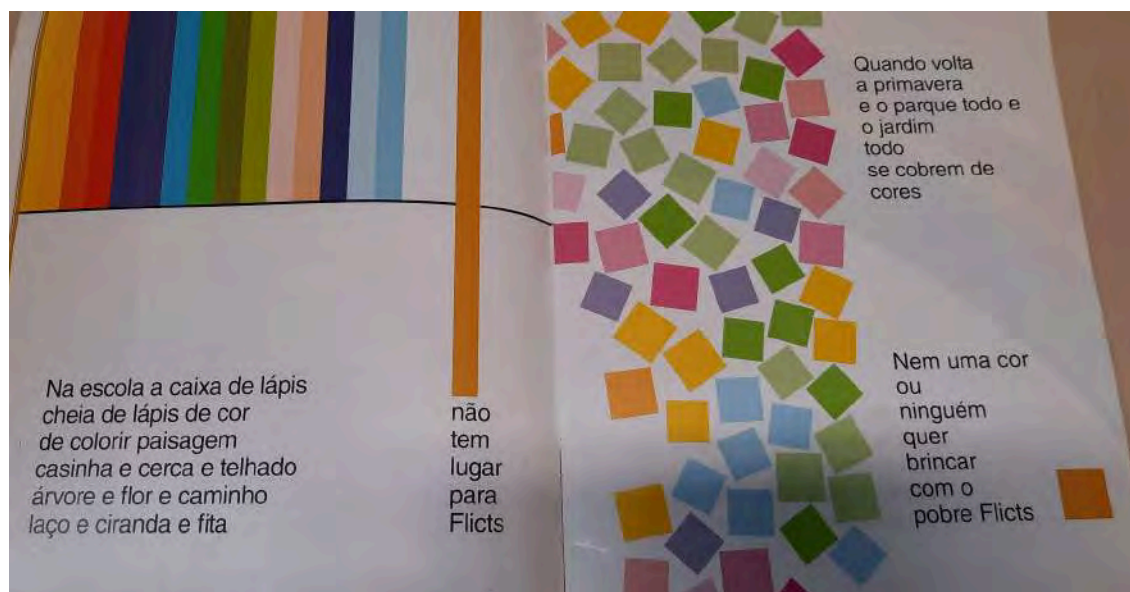 Na escola a caixa de lápis
cheia de lápis de cor
de colorir paisagem
casinha e cerca e telhado
árvore e flor e caminho
laço e ciranda e fita
não
tem
lugar
para
Flicts
Quando volta
a primavera
e o parque todo e
o jardim
todo
se cobrem de
cores
Nem uma cor
ou
ninguém
quer
brincar
com o
pobre Flicts